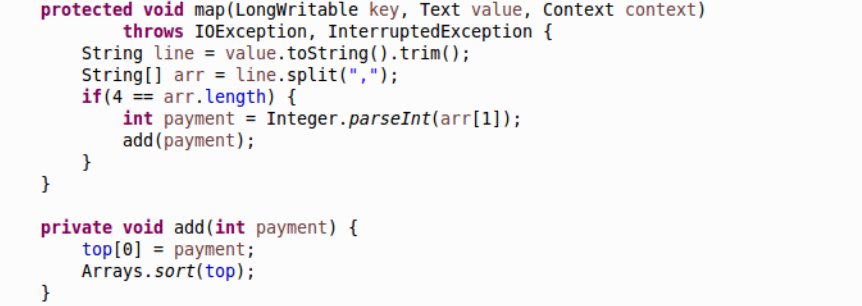 protected void map(LongWritable key, Text value, Context context)
throws IOException, InterruptedException {
String line = value.toString().trim();
String[] arr = line.split(",");
if(4 == arr.length) {
int payment = Integer.parseInt(arr[1]);
add(payment);
}
}
private void add(int payment) {
top[0] = payment;
Arrays.sort(top);
}